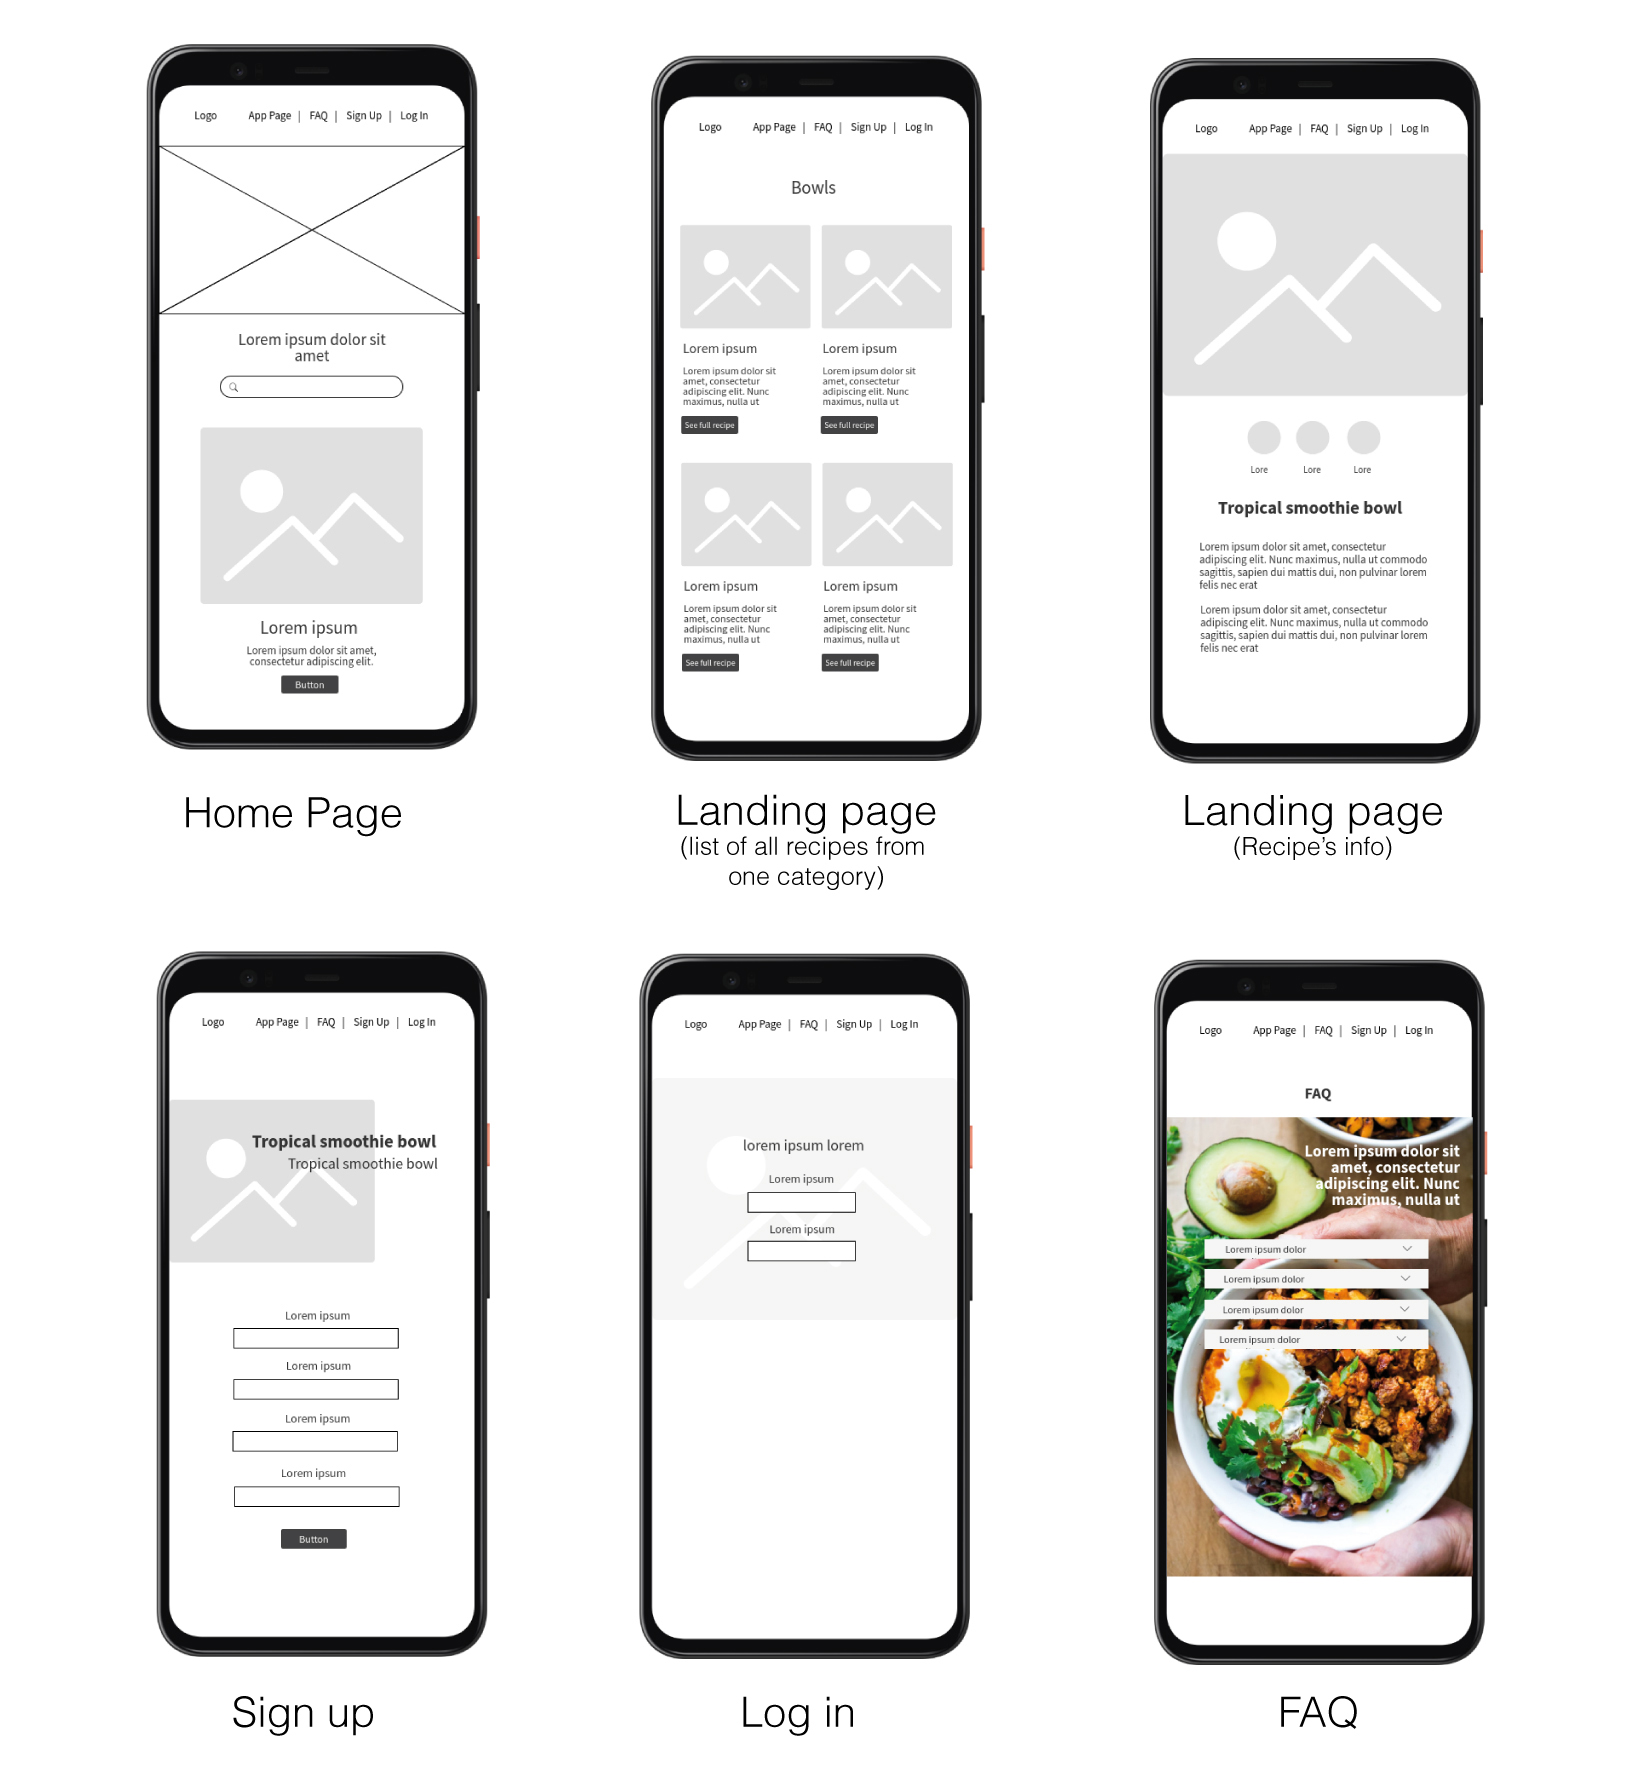 Logo App Page | FAQ | Sign Up | Log In
Lorem ipsum dolor sit
amet
Lorem ipsum
Lorem ipsum dolor sit amet,
consectetur adipiscing elit.
Button
Home Page
Logo App Page | FAQ | Sign Up | Log In
Bowls
Lorem ipsum
Lorem ipsum dolor sit
amet, consectetur
adipiscing elit. Nunc
maximus, nulla ut
See full recipe
Lorem ipsum
Lorem ipsum dolor sit
amet, consectetur
adipiscing elit. Nunc
maximus, nulla ut
See full recipe
Lorem ipsum
Lorem ipsum dolor sit
amet, consectetur
adipiscing elit. Nunc
maximus, nulla ut
See full recipe
Lorem ipsum
Lorem ipsum dolor sit
amet, consectetur
adipiscing elit. Nunc
maximus, nulla ut
See full recipe
Landing page
(list of all recipes from
one category)
Logo App Page | FAQ | Sign Up | Log In
Lore Lore Lore
Tropical smoothie bowl
Lorem ipsum dolor sit amet, consectetur
adipiscing elit. Nunc maximus, nulla ut commodo
sagittis, sapien dui mattis dui, non pulvinar lorem
felis nec erat
Lorem ipsum dolor sit amet, consectetur
adipiscing elit. Nunc maximus, nulla ut commodo
sagittis, sapien dui mattis dui, non pulvinar lorem
felis nec erat
Landing page
(Recipe's info)
Logo App Page | FAQ | Sign Up | Log In
Tropical smoothie bowl
Tropical smoothie bowl
Lorem ipsum
Lorem ipsum
Lorem ipsum
Lorem ipsum
Button
Sign up
Logo App Page | FAQ | Sign Up | Log In
lorem ipsum lorem
Lorem ipsum
Lorem ipsum
Log in
Logo App Page | FAQ | Sign Up | Log In
FAQ
Lorem ipsum dolor sit
amet, consectetur
adipiscing elit. Nunc
maximus, nulla ut
Lorem ipsum dolor
Lorem ipsum dolor
Lorem ipsum dolor
Lorem ipsum dolor
FAQ